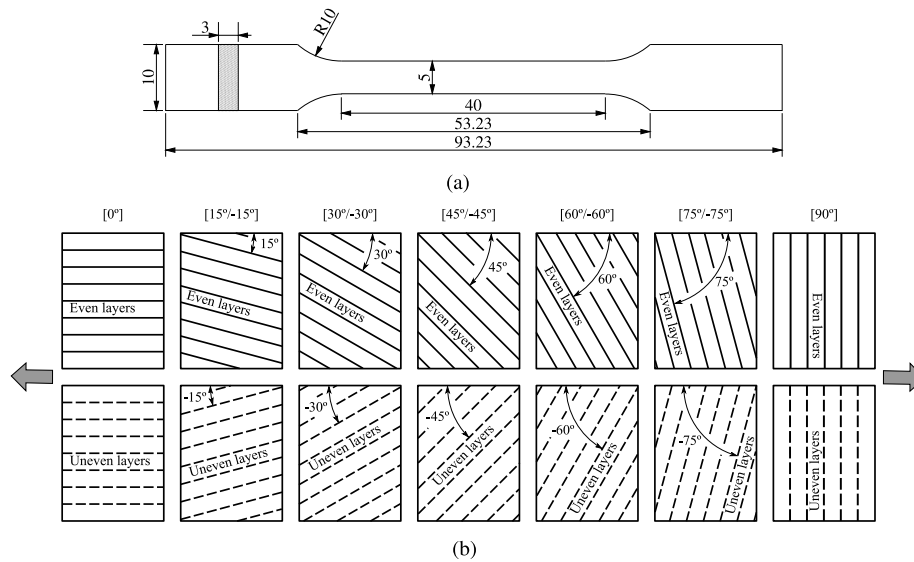 3
R10
10
5
40
53.23
93.23
(a)
[0º] [15º/-15º] [30º/-30º] [45º/-45º] [60º/-60º] [75º/-75º] [90º]
15º 30º 45º 60º 75º
Even layers Even layers Even layers Even layers Even layers Even layers Even layers
-15º -30º -45º -60º -75º
Uneven layers Uneven layers Uneven layers Uneven layers Uneven layers Uneven layers Uneven layers
(b)